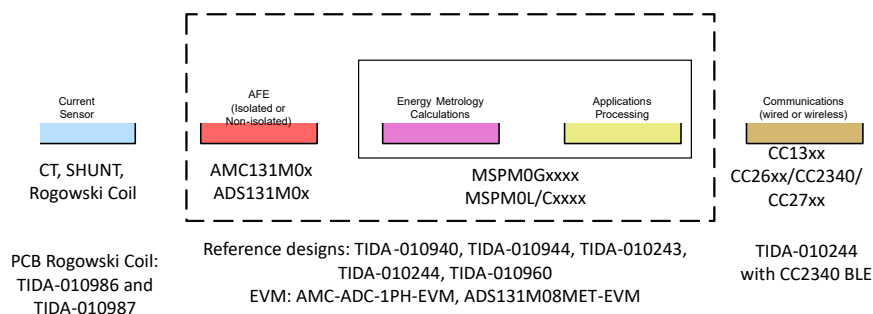 Current
Sensor
AFE
(Isolated or
Non-isolated)
Energy Metrology
Calculations
Applications
Processing
Communications
(wired or wireless)
CT, SHUNT,
Rogowski Coil
AMC131M0x
ADS131M0x
MSPM0Gxxxx
MSPM0L/Cxxxx
CC13xx
CC26xx/CC2340/
CC27xx
PCB Rogowski Coil:
TIDA-010986 and
TIDA-010987
Reference designs: TIDA-010940, TIDA-010944, TIDA-010243,
TIDA-010244, TIDA-010960
EVM: AMC-ADC-1PH-EVM, ADS131M08MET-EVM
TIDA-010244
with CC2340 BLE